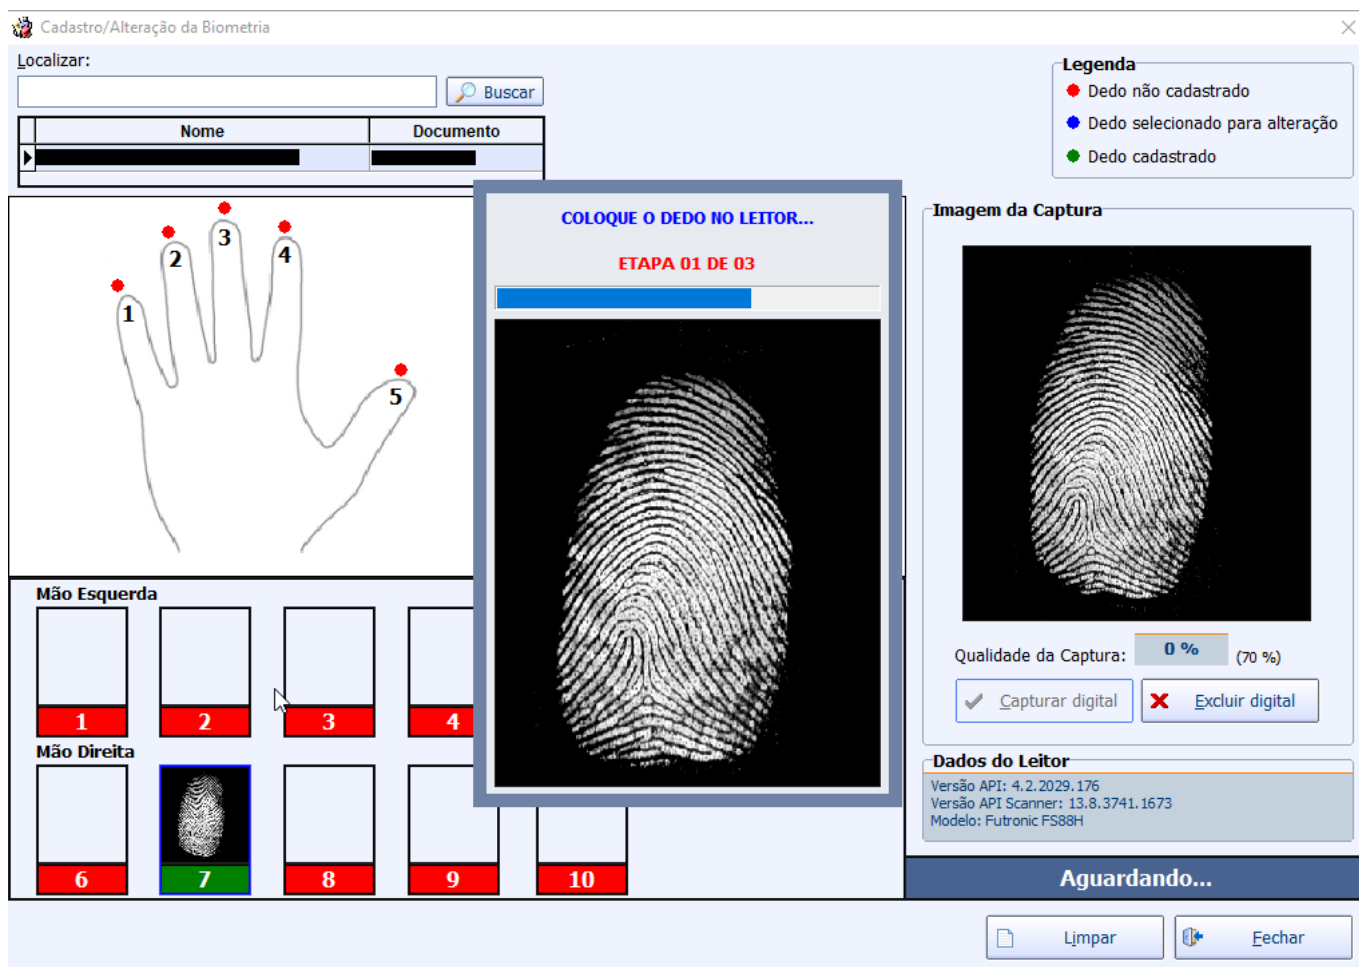 Cadastro/Alteração da Biometria
Localizar:
Buscar
Nome Documento
Legenda
Dedo não cadastrado
Dedo selecionado para alteração
Dedo cadastrado
1
2
3
4
5
COLOQUE O DEDO NO LEITOR...
ETAPA 01 DE 03
Imagem da Captura
Qualidade da Captura: 0 % (70 %)
Capturar digital
Excluir digital
Mão Esquerda
1 2 3 4
Mão Direita
6 7 8 9 10
Dados do Leitor
Versão API: 4.2.2029.176
Versão API Scanner: 13.8.3741.1673
Modelo: Futronic FS88H
Aguardando...
Limpar
Fechar